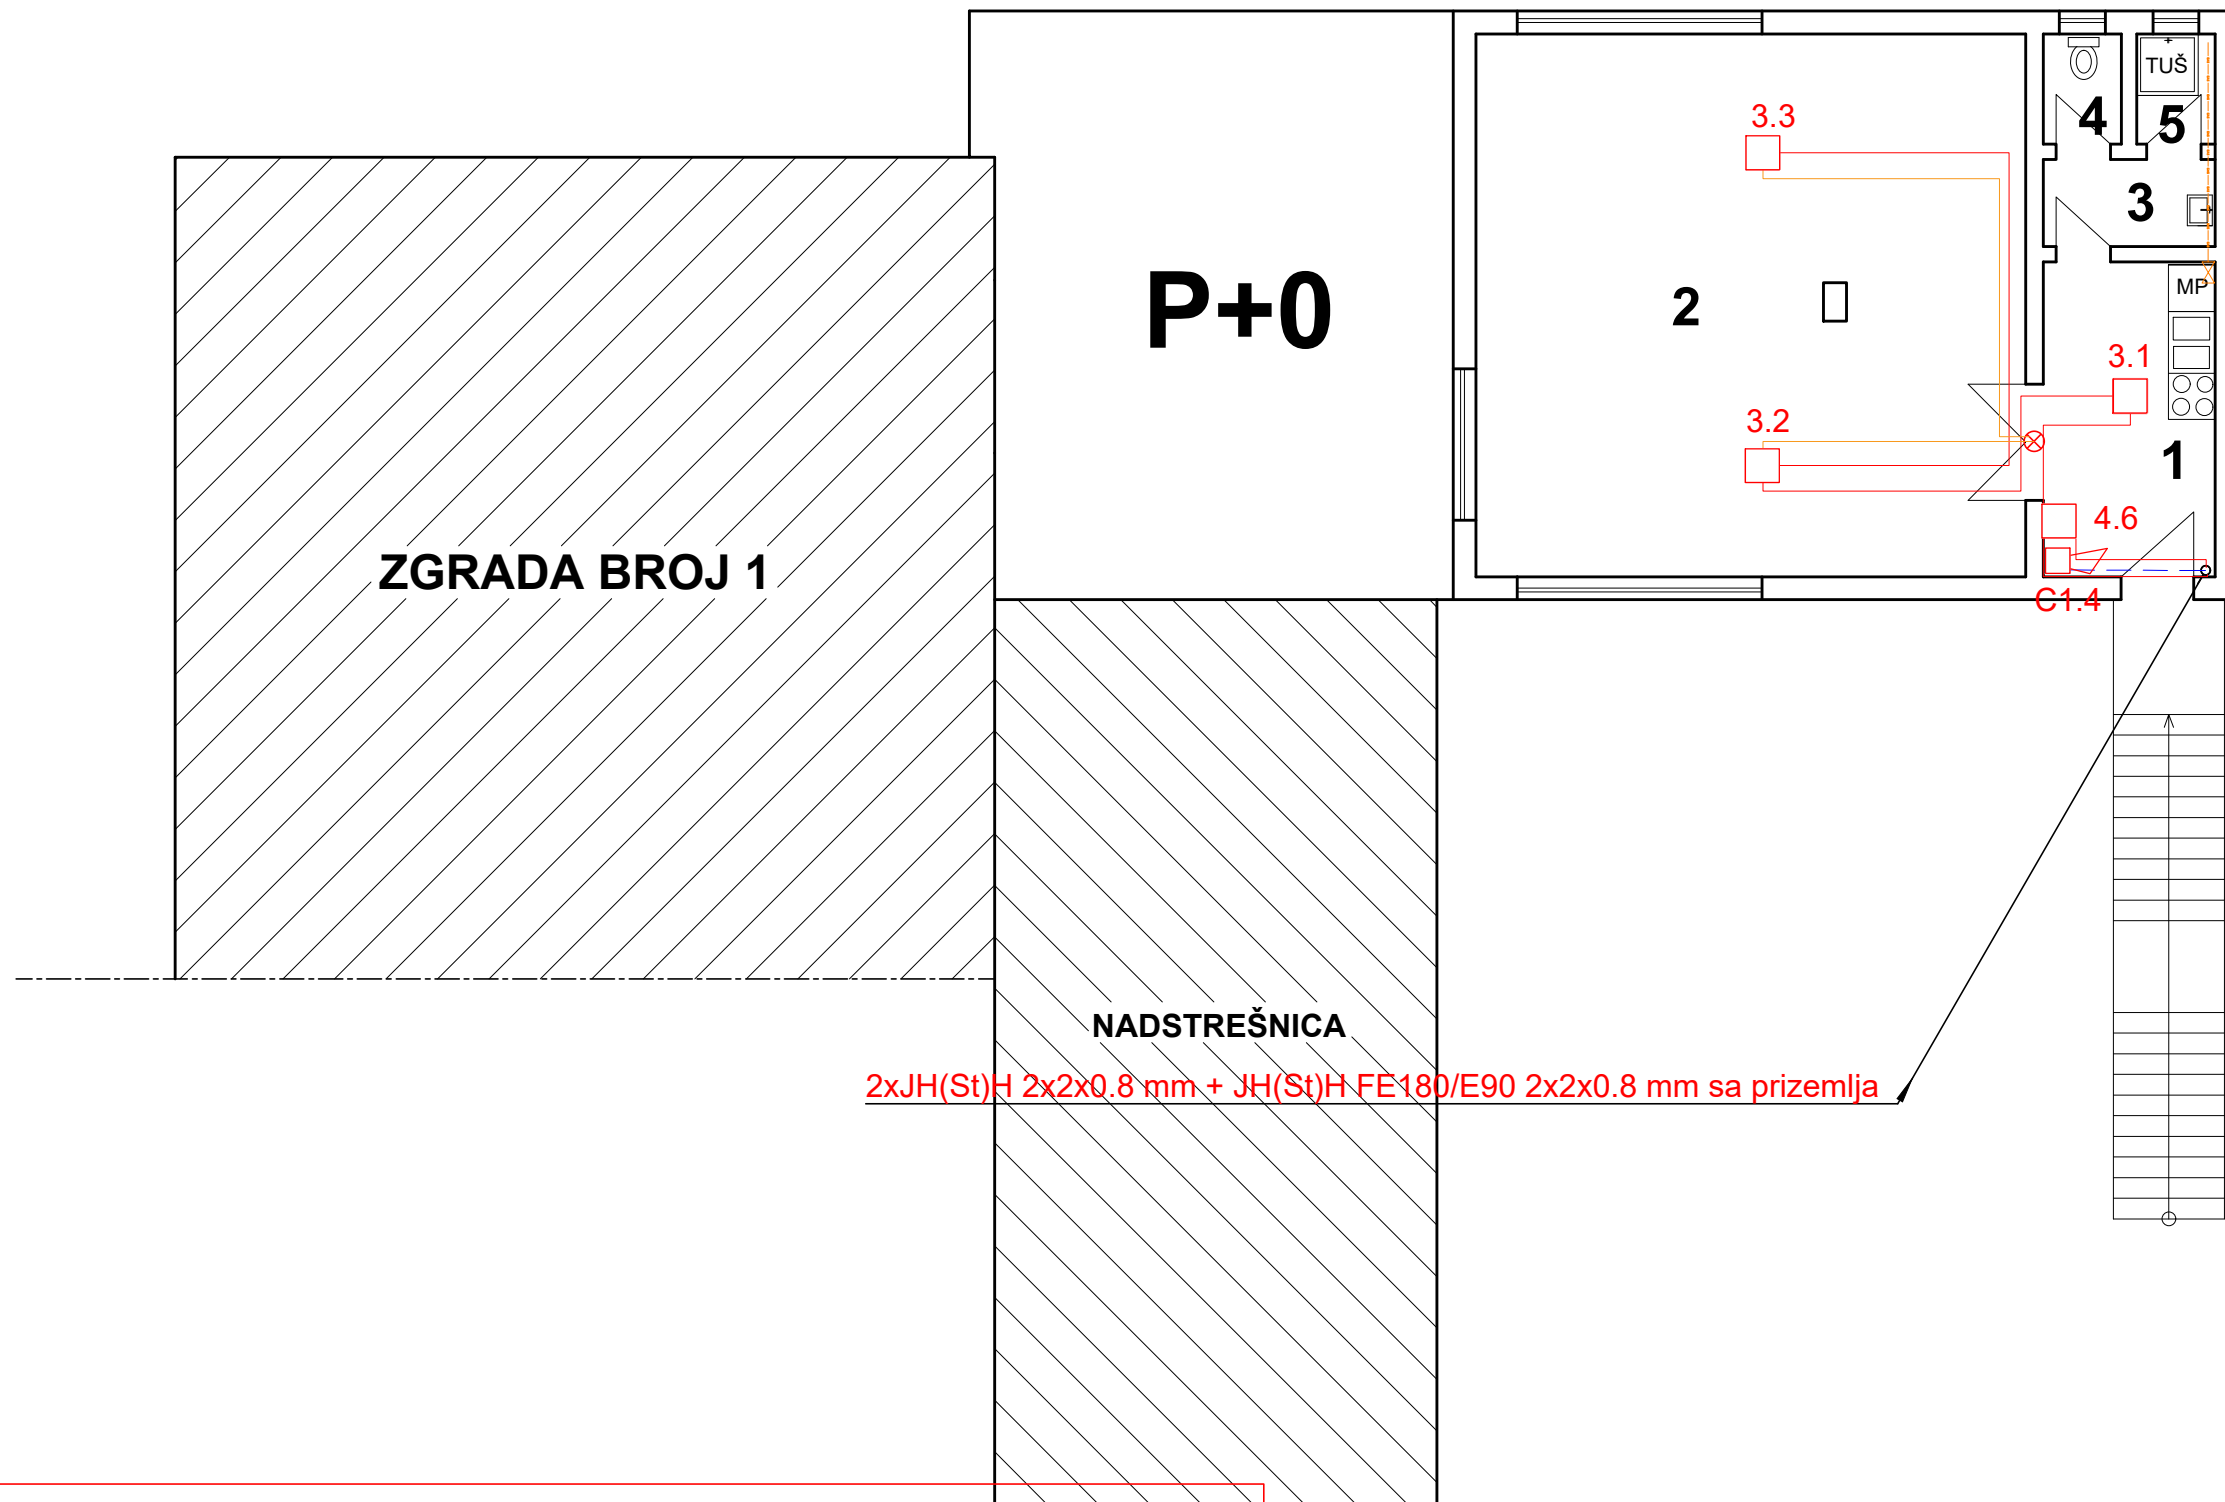 TUŠ
3.3
4
5
3
P+0
2
MP
3.1
3.2
1
4.6
ZGRADA BROJ 1
C1.4
NADSTREŠNICA
2xJH(St)H 2x2x0.8 mm + JH(St)H FE180/E90 2x2x0.8 mm sa prizemlja